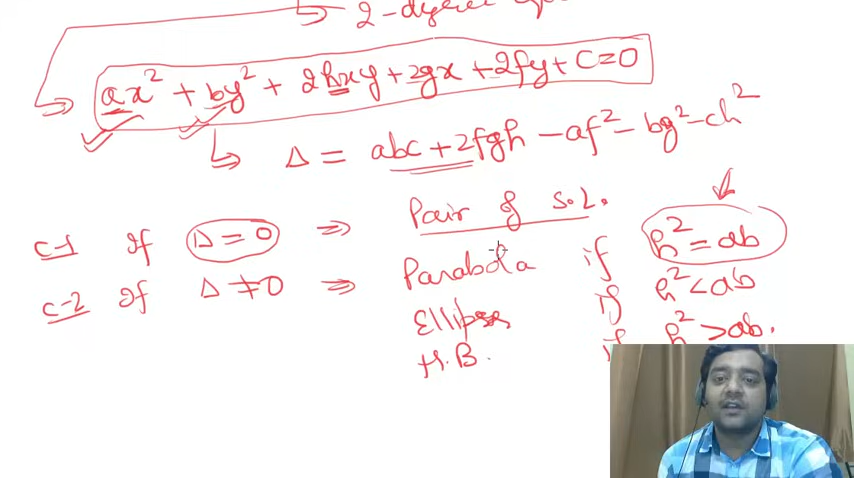 2-degree
ax² + by² + 2hxy + 2gx + 2fy + C = 0
Δ = abc + 2fgh - af² - bg² - ch²
C-1 If Δ = 0 ⇒ Pair of S.L.
C-2 If Δ ≠ 0 ⇒ Parabola if h² = ab
Ellipse if h² < ab
H.B. if h² > ab.